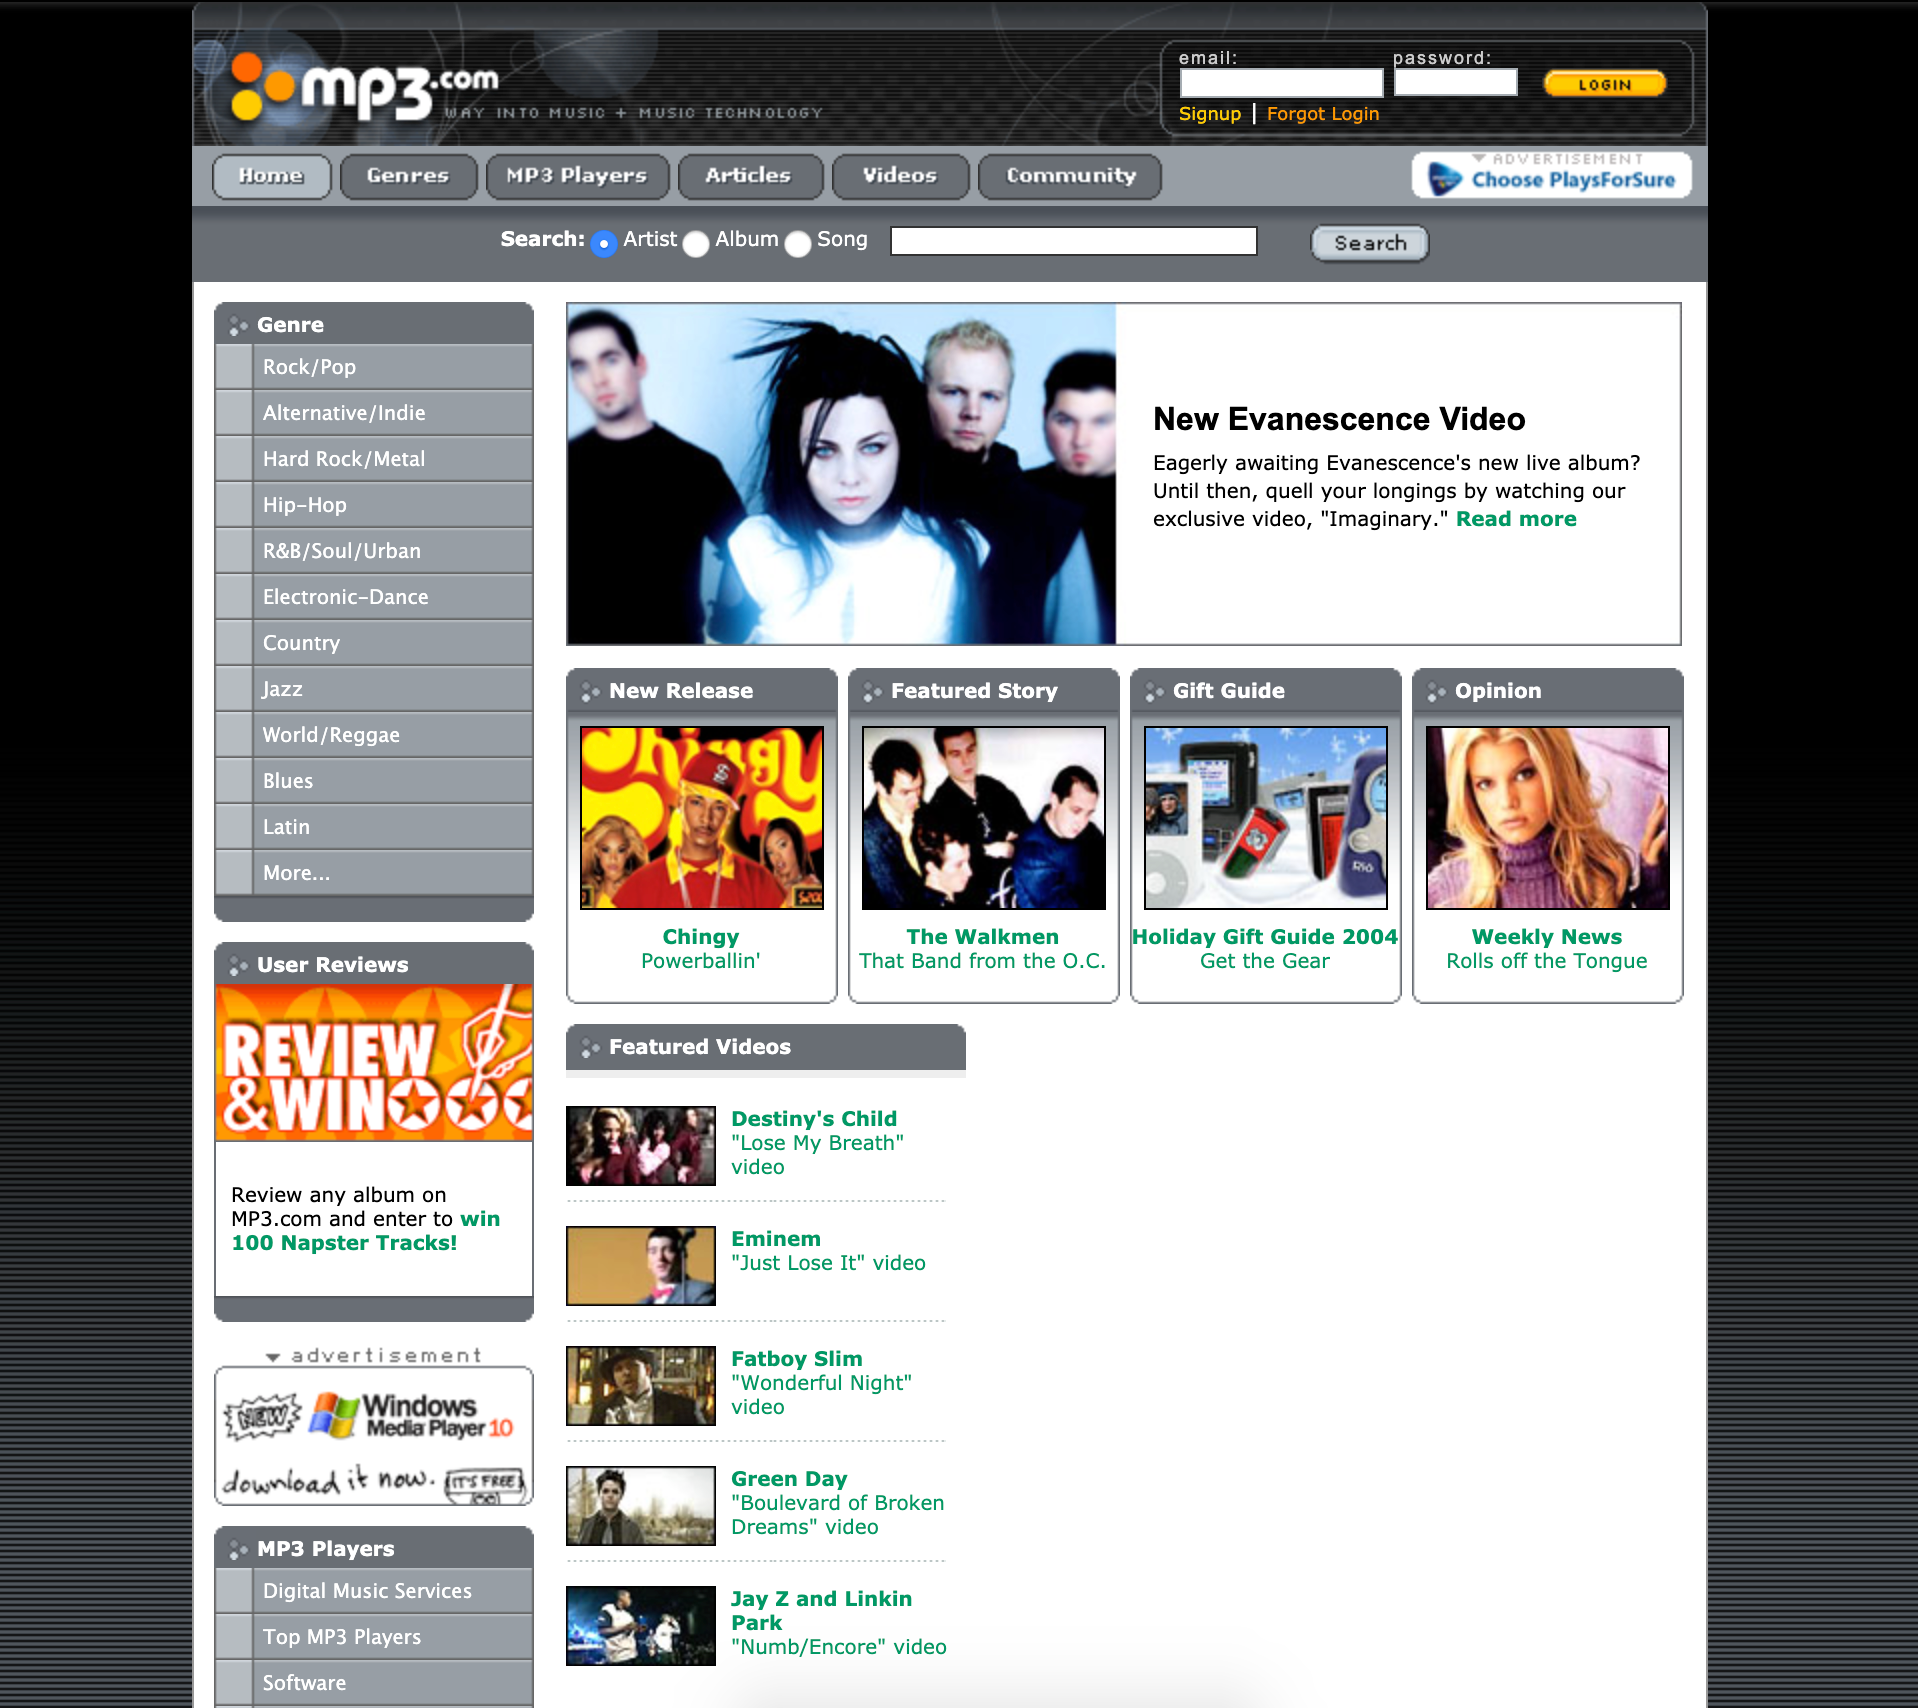 mp3.com
WAY INTO MUSIC + MUSIC TECHNOLOGY
email: password:
LOGIN
Signup | Forgot Login
Home Genres MP3 Players Articles Videos Community
ADVERTISEMENT
Choose PlaysForSure
Search: Artist Album Song Search
Genre
Rock/Pop
Alternative/Indie
Hard Rock/Metal
Hip-Hop
R&B/Soul/Urban
Electronic-Dance
Country
Jazz
World/Reggae
Blues
Latin
More...
User Reviews
REVIEW
&WIN
Review any album on
MP3.com and enter to win
100 Napster Tracks!
advertisement
NEW Windows
Media Player 10
download it now. IT'S FREE
MP3 Players
Digital Music Services
Top MP3 Players
Software
New Evanescence Video
Eagerly awaiting Evanescence's new live album?
Until then, quell your longings by watching our
exclusive video, "Imaginary." Read more
New Release
Chingy
Chingy
Powerballin'
Featured Story
The Walkmen
That Band from the O.C.
Gift Guide
Rio
Holiday Gift Guide 2004
Get the Gear
Opinion
Weekly News
Rolls off the Tongue
Featured Videos
Destiny's Child
"Lose My Breath"
video
Eminem
"Just Lose It" video
Fatboy Slim
"Wonderful Night"
video
Green Day
"Boulevard of Broken
Dreams" video
Jay Z and Linkin
Park
"Numb/Encore" video